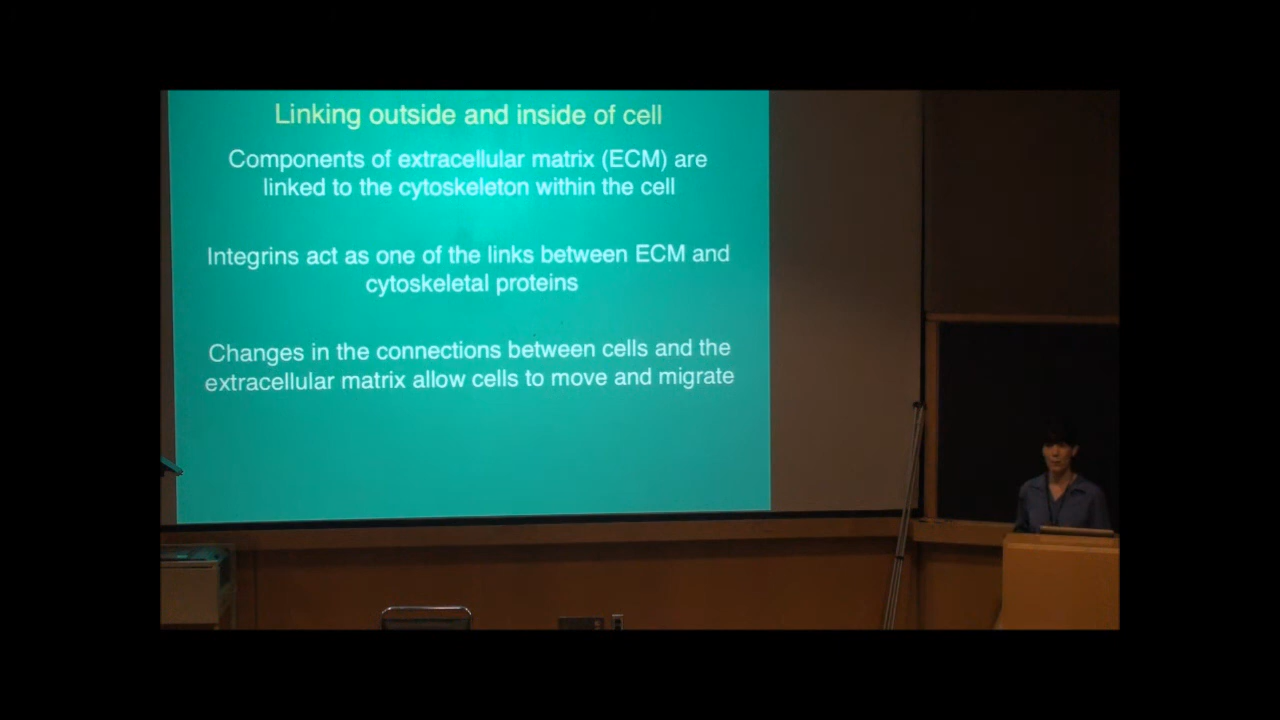 Linking outside and inside of cell
Components of extracellular matrix (ECM) are
linked to the cytoskeleton within the cell
Integrins act as one of the links between ECM and
cytoskeletal proteins
Changes in the connections between cells and the
extracellular matrix allow cells to move and migrate